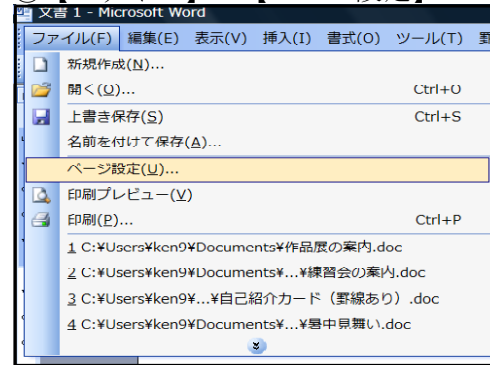 文書 1 - Microsoft Word
ファイル(F) 編集(E) 表示(V) 挿入(I) 書式(O) ツール(T)
新規作成(N)...
開く(O)... Ctrl+O
上書き保存(S) Ctrl+S
名前を付けて保存(A)...
ページ設定(U)...
印刷プレビュー(V)
印刷(P)... Ctrl+P
1 C:¥Users¥ken9¥Documents¥作品展の案内.doc
2 C:¥Users¥ken9¥Documents¥...¥練習会の案内.doc
3 C:¥Users¥ken9¥...¥自己紹介カード（罫線あり）.doc
4 C:¥Users¥ken9¥Documents¥...¥暑中見舞い.doc